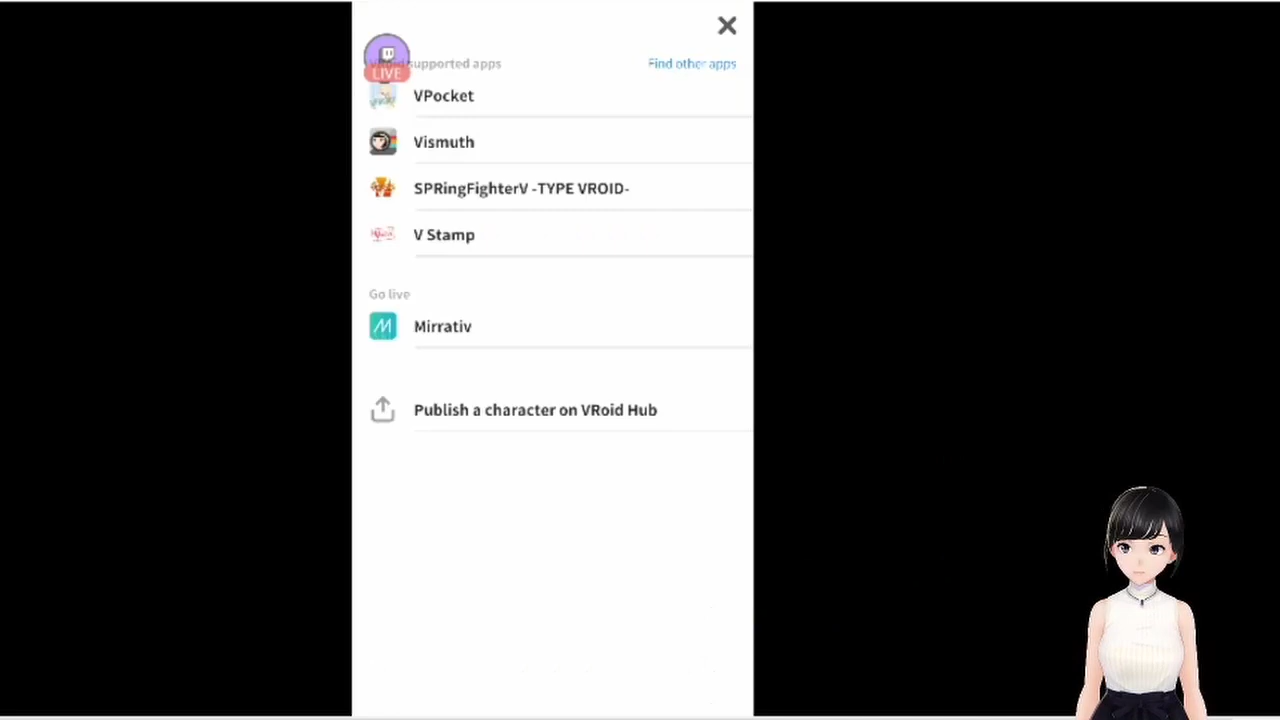 supported apps
Find other apps
LIVE
VPocket
Vismuth
SPRingFighterV -TYPE VROID-
V Stamp
Go live
Mirrativ
Publish a character on VRoid Hub